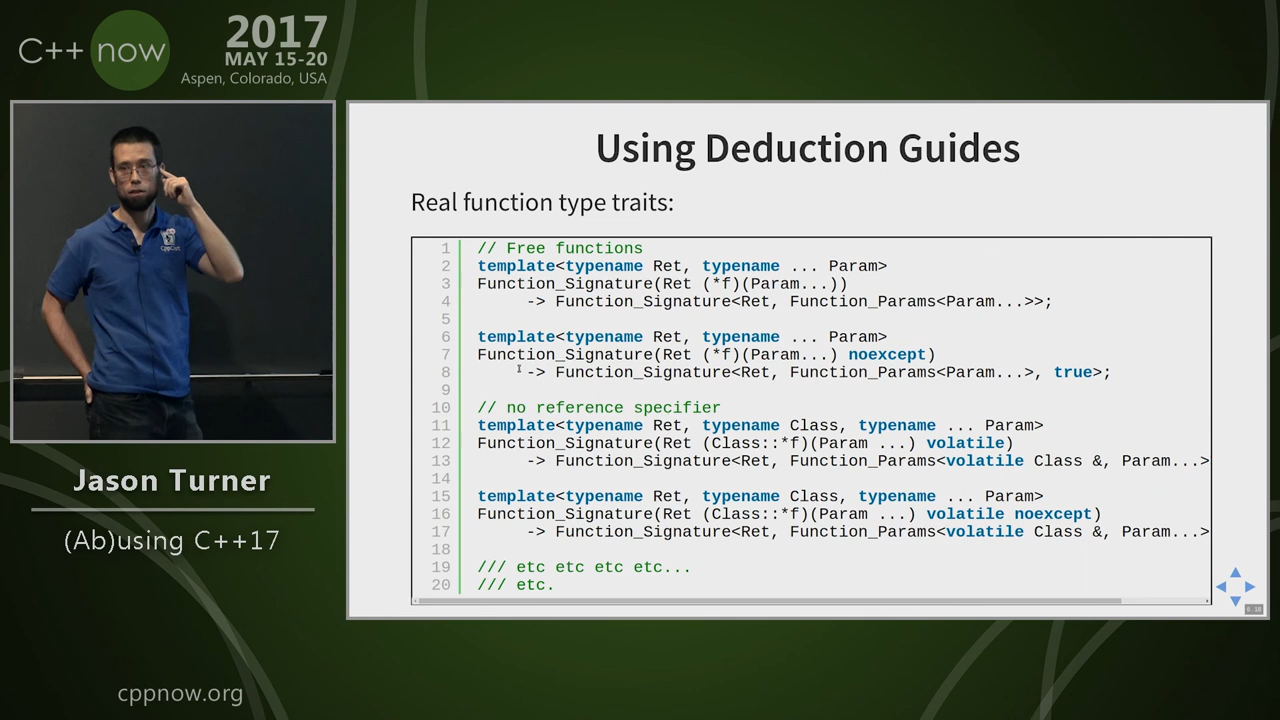 C++ now
2017
MAY 15-20
Aspen, Colorado, USA
CppCast
Jason Turner
(Ab)using C++17
cppnow.org
Using Deduction Guides
Real function type traits:
1 // Free functions
2 template<typename Ret, typename ... Param>
3 Function_Signature(Ret (*f)(Param...))
4 -> Function_Signature<Ret, Function_Params<Param...>>;
5
6 template<typename Ret, typename ... Param>
7 Function_Signature(Ret (*f)(Param...) noexcept)
8 -> Function_Signature<Ret, Function_Params<Param...>, true>;
9
10 // no reference specifier
11 template<typename Ret, typename Class, typename ... Param>
12 Function_Signature(Ret (Class::*f)(Param ...) volatile)
13 -> Function_Signature<Ret, Function_Params<volatile Class &, Param...>
14
15 template<typename Ret, typename Class, typename ... Param>
16 Function_Signature(Ret (Class::*f)(Param ...) volatile noexcept)
17 -> Function_Signature<Ret, Function_Params<volatile Class &, Param...>
18
19 /// etc etc etc etc...
20 /// etc.